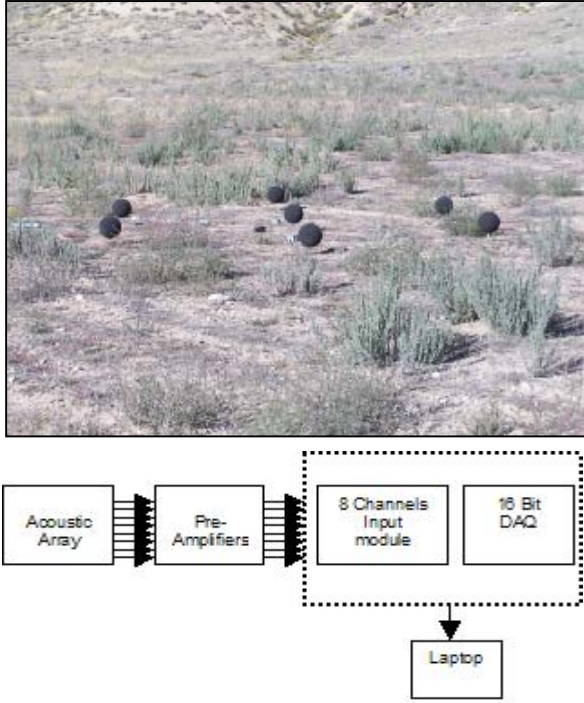 Acoustic
Array
Pre-
Amplifiers
8 Channels
Input
module
16 Bit
DAQ
Laptop